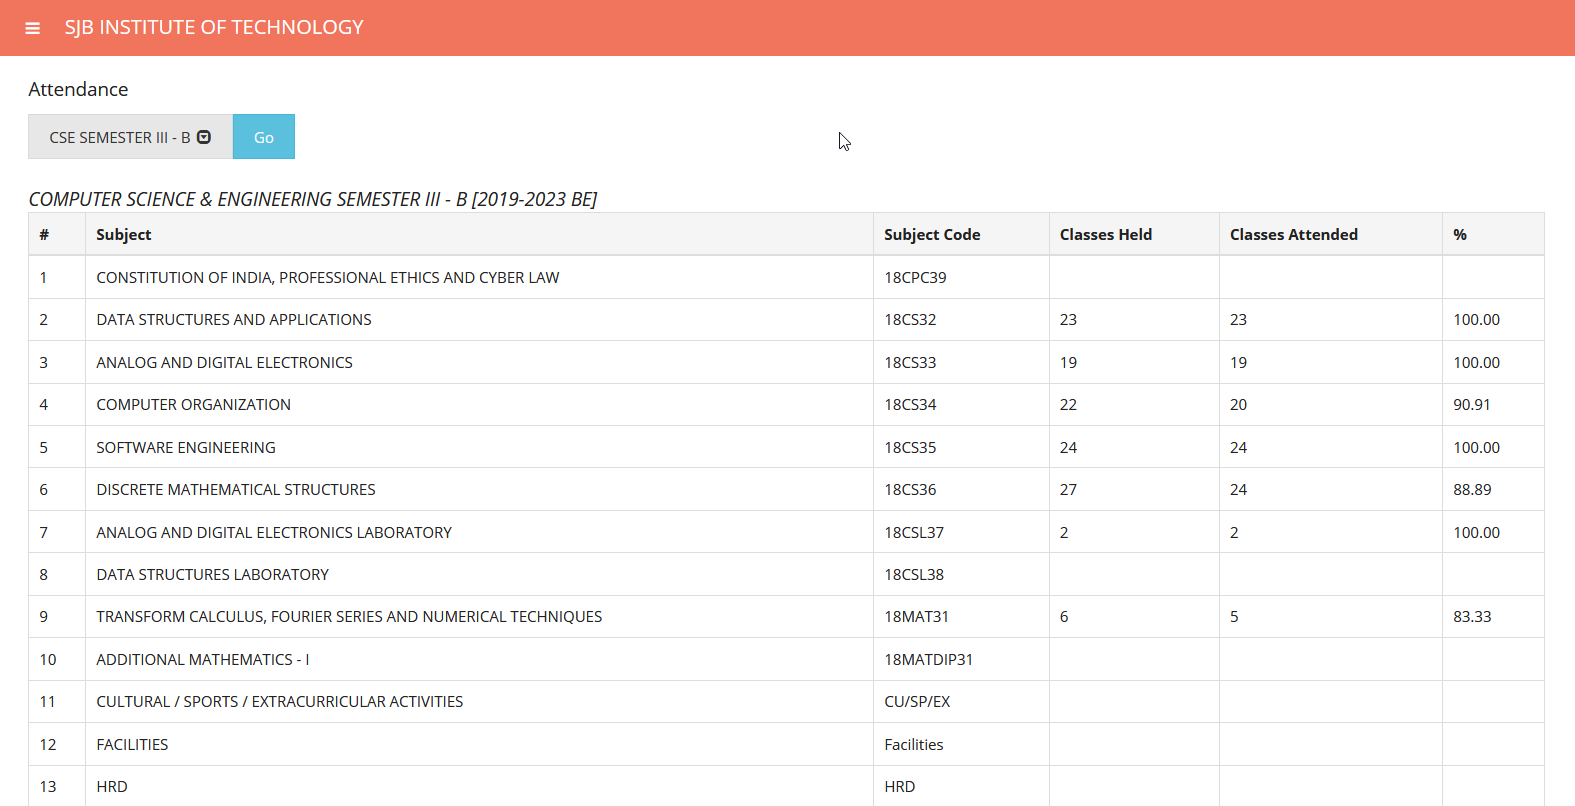 SJB INSTITUTE OF TECHNOLOGY
Attendance
CSE SEMESTER III - B Go
COMPUTER SCIENCE & ENGINEERING SEMESTER III - B [2019-2023 BE]
# Subject Subject Code Classes Held Classes Attended %
1 CONSTITUTION OF INDIA, PROFESSIONAL ETHICS AND CYBER LAW 18CPC39
2 DATA STRUCTURES AND APPLICATIONS 18CS32 23 23 100.00
3 ANALOG AND DIGITAL ELECTRONICS 18CS33 19 19 100.00
4 COMPUTER ORGANIZATION 18CS34 22 20 90.91
5 SOFTWARE ENGINEERING 18CS35 24 24 100.00
6 DISCRETE MATHEMATICAL STRUCTURES 18CS36 27 24 88.89
7 ANALOG AND DIGITAL ELECTRONICS LABORATORY 18CSL37 2 2 100.00
8 DATA STRUCTURES LABORATORY 18CSL38
9 TRANSFORM CALCULUS, FOURIER SERIES AND NUMERICAL TECHNIQUES 18MAT31 6 5 83.33
10 ADDITIONAL MATHEMATICS - I 18MATDIP31
11 CULTURAL / SPORTS / EXTRACURRICULAR ACTIVITIES CU/SP/EX
12 FACILITIES Facilities
13 HRD HRD